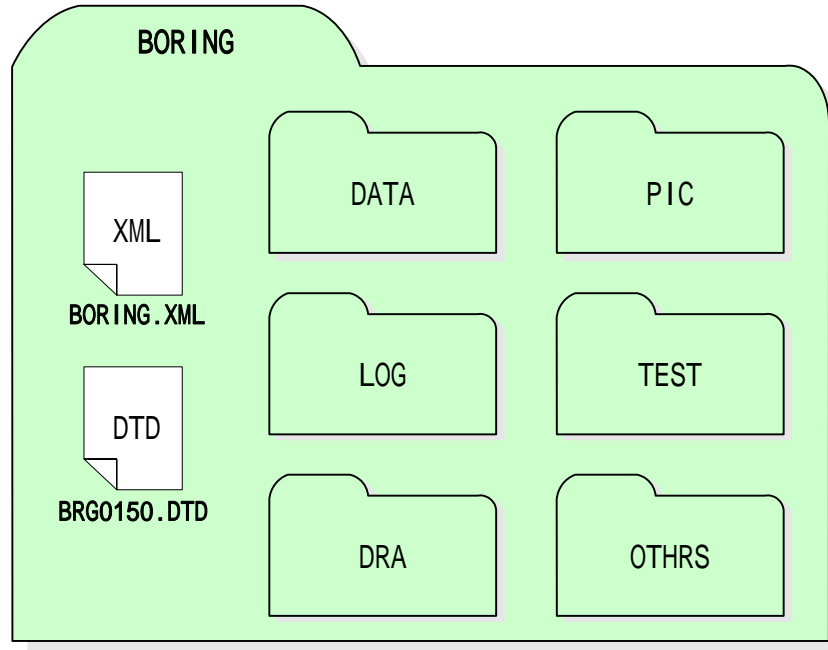 BORING
XML
BORING.XML
DTD
BRG0150.DTD
DATA
PIC
LOG
TEST
DRA
OTHRS